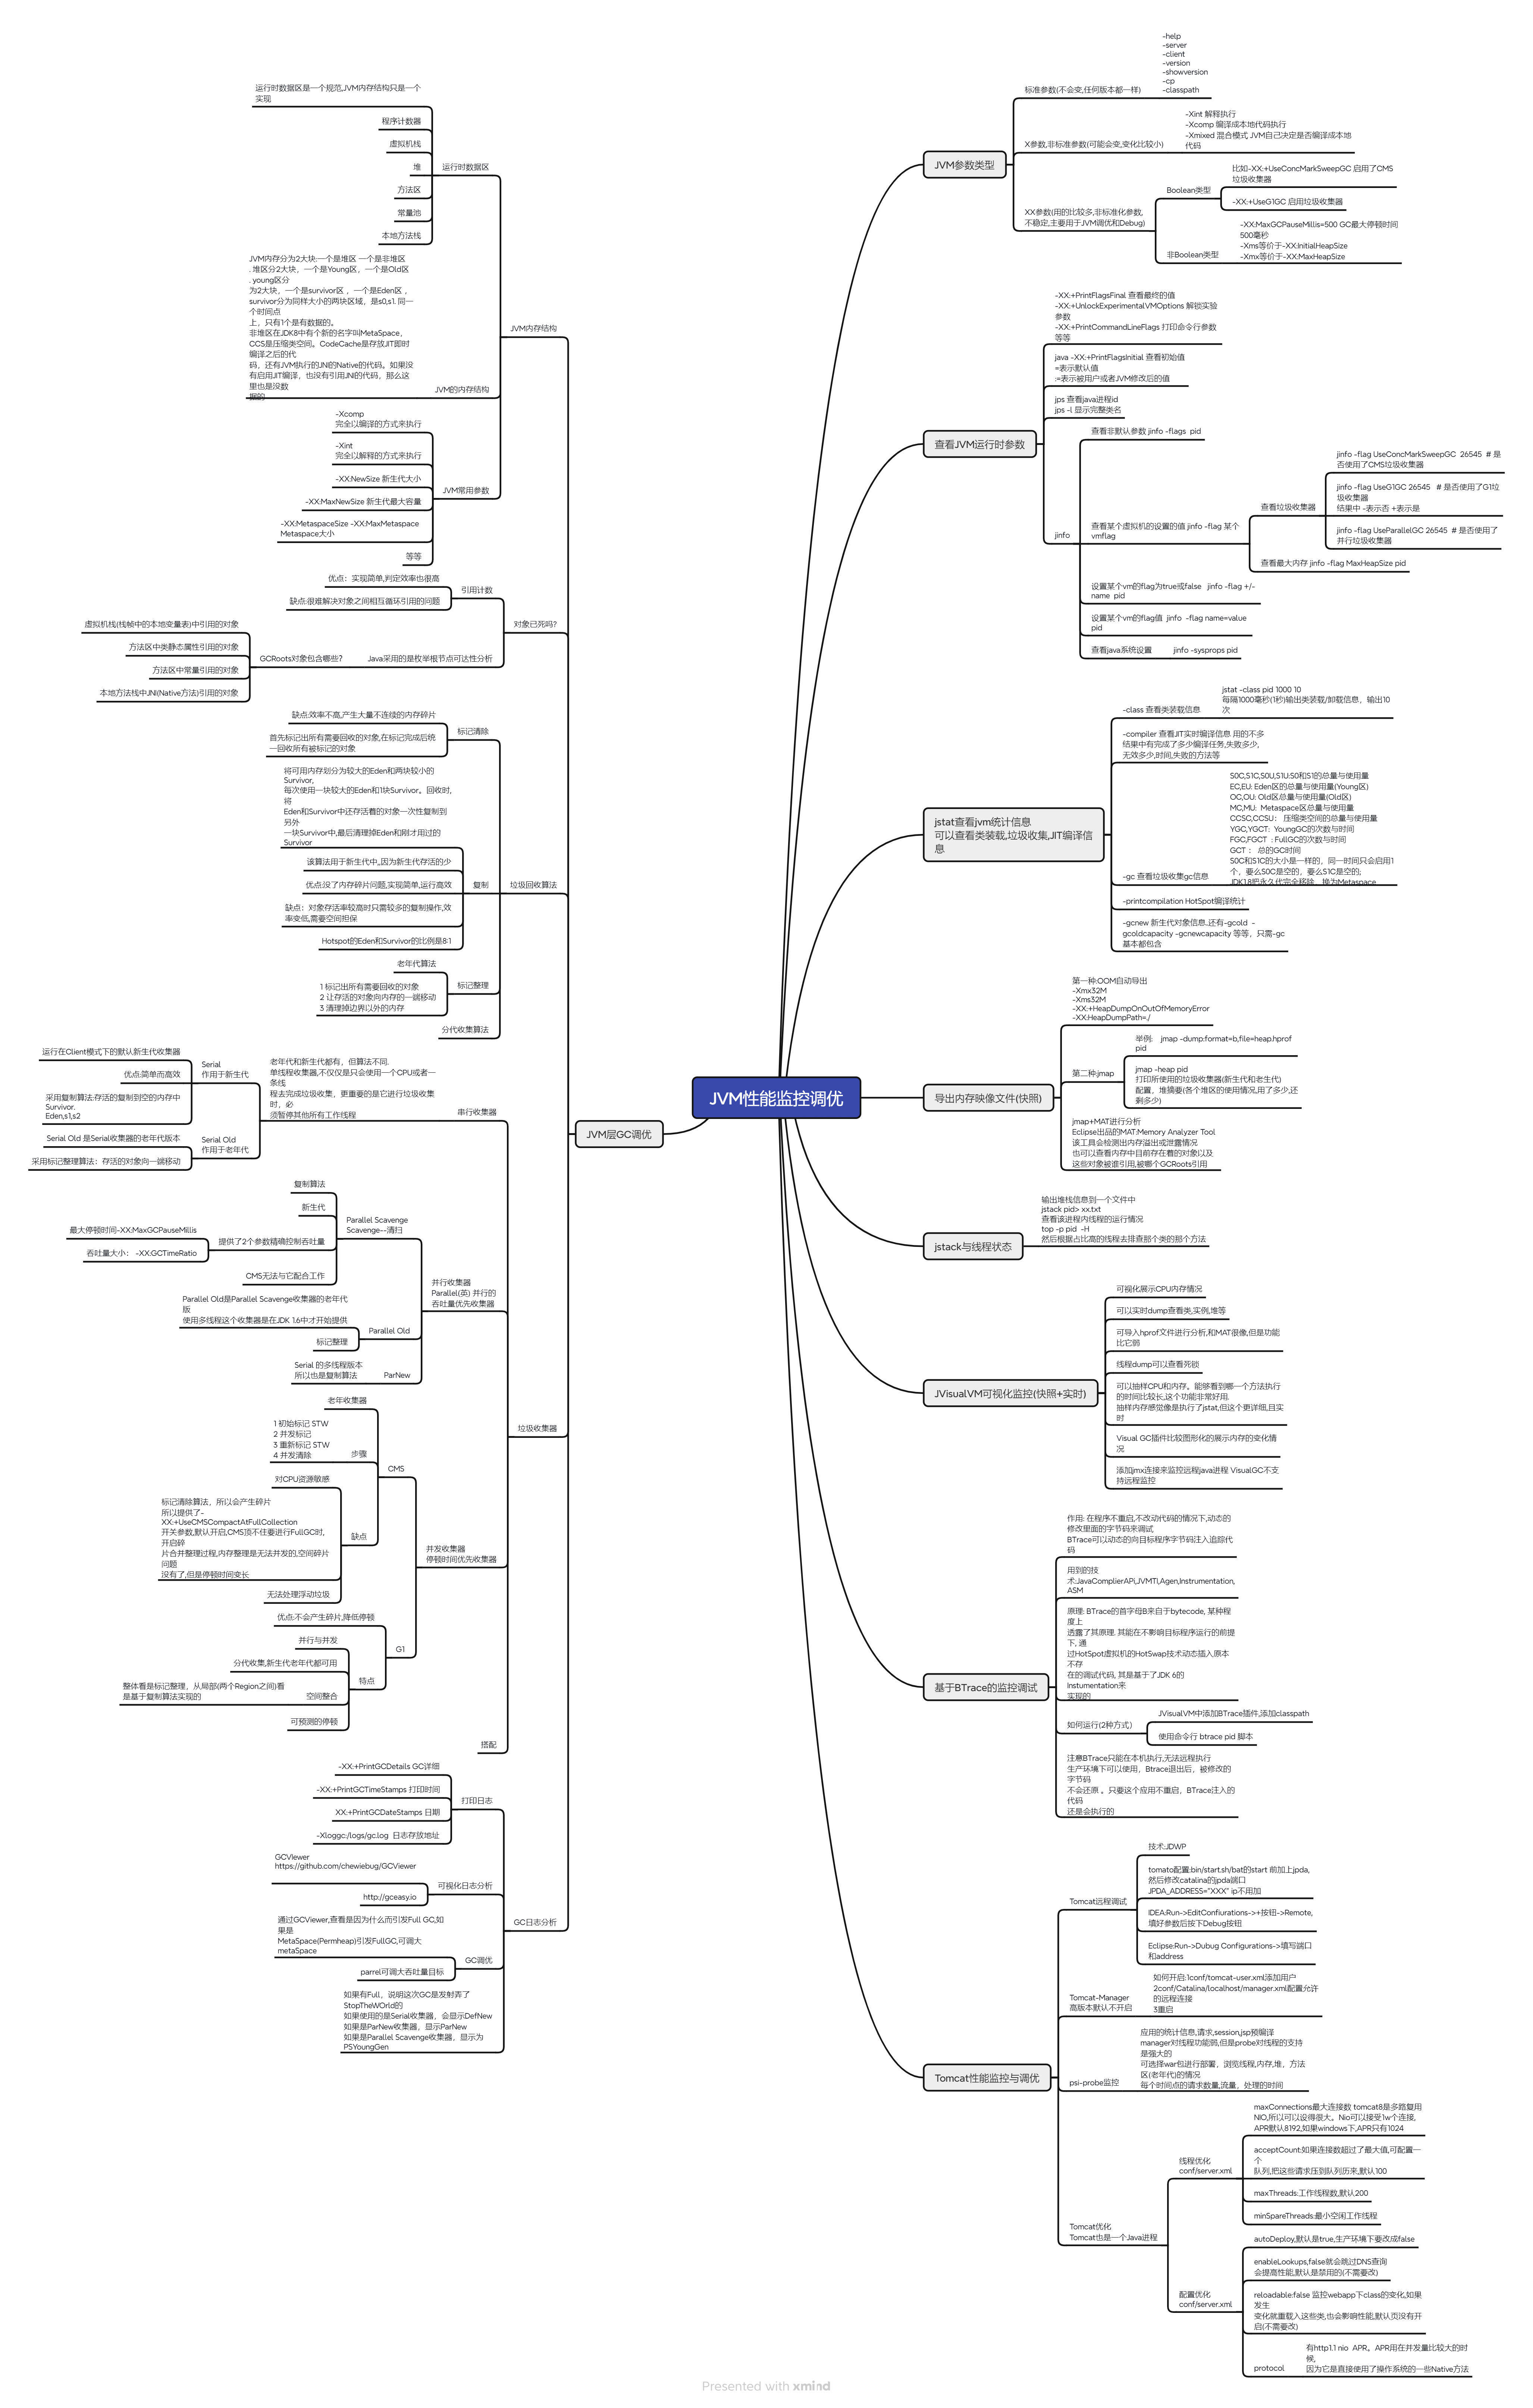 JVM性能监控调优
JVM参数类型
标准参数(不会变,任何版本都一样)
-help
-server
-client
-version
-showversion
-cp
-classpath
X参数,非标准参数(可能会变,变化比较小)
-Xint 解释执行
-Xcomp 编译成本地代码执行
-Xmixed 混合模式 JVM自己决定是否编译成本地
代码
XX参数(用的比较多,非标准化参数,
不稳定,主要用于JVM调优和Debug)
Boolean类型
比如-XX:+UseConcMarkSweepGC 启用了CMS
垃圾收集器
-XX:+UseG1GC 启用垃圾收集器
非Boolean类型
-XX:MaxGCPauseMillis=500 GC最大停顿时间
500毫秒
-Xms等价于-XX:InitialHeapSize
-Xmx等价于-XX:MaxHeapSize
查看JVM运行时参数
-XX:+PrintFlagsFinal 查看最终的值
-XX:+UnlockExperimentalVMOptions 解锁实验
参数
-XX:+PrintCommandLineFlags 打印命令行参数
等等
java -XX:+PrintFlagsInitial 查看初始值
=表示默认值
:=表示被用户或者JVM修改后的值
jps 查看java进程id
jps -l 显示完整类名
jinfo
查看非默认参数 jinfo -flags pid
查看某个虚拟机的设置的值 jinfo -flag 某个
vmflag
查看垃圾收集器
jinfo -flag UseConcMarkSweepGC 26545 # 是
否使用了CMS垃圾收集器
jinfo -flag UseG1GC 26545 # 是否使用了G1垃
圾收集器
结果中 -表示否 +表示是
jinfo -flag UseParallelGC 26545 # 是否使用了
并行垃圾收集器
查看最大内存 jinfo -flag MaxHeapSize pid
设置某个vm的flag为true或false jinfo -flag +/-
name pid
设置某个vm的flag值 jinfo -flag name=value
pid
查看java系统设置
jinfo -sysprops pid
jstat查看jvm统计信息
可以查看类装载,垃圾收集,JIT编译信
息
-class 查看类装载信息
jstat -class pid 1000 10
每隔1000毫秒(1秒)输出类装载/卸载信息，输出10
次
-compiler 查看JIT实时编译信息 用的不多
结果中有完成了多少编译任务,失败多少,
无效多少,时间,失败的方法等
-gc 查看垃圾收集gc信息
S0C,S1C,S0U,S1U:S0和S1的总量与使用量
EC,EU: Eden区的总量与使用量(Young区)
OC,OU: Old区总量与使用量(Old区)
MC,MU: Metaspace区总量与使用量
CCSC,CCSU： 压缩类空间的总量与使用量
YGC,YGCT: YoungGC的次数与时间
FGC,FGCT : FullGC的次数与时间
GCT： 总的GC时间
S0C和S1C的大小是一样的，同一时间只会启用1
个，要么S0C是空的，要么S1C是空的;
JDK1.8把永久代完全移除，换为Metaspace
-printcompilation HotSpot编译统计
-gcnew 新生代对象信息..还有-gcold -
gcoldcapacity -gcnewcapacity 等等，只需-gc
基本都包含
导出内存映像文件(快照)
第一种:OOM自动导出
-Xmx32M
-Xms32M
-XX:+HeapDumpOnOutOfMemoryError
-XX:HeapDumpPath=./
第二种:jmap
举例: jmap -dump:format=b,file=heap.hprof
pid
jmap -heap pid
打印所使用的垃圾收集器(新生代和老生代)
配置，堆摘要(各个堆区的使用情况,用了多少,还
剩多少)
jmap+MAT进行分析
Eclipse出品的MAT:Memory Analyzer Tool
该工具会检测出内存溢出或泄露情况
也可以查看内存中目前存在着的对象以及
这些对象被谁引用,被哪个GCRoots引用
jstack与线程状态
输出堆栈信息到一个文件中
jstack pid> xx.txt
查看该进程内线程的运行情况
top -p pid -H
然后根据占比高的线程去排查那个类的那个方法
JVisualVM可视化监控(快照+实时)
可视化展示:CPU内存情况
可以实时dump查看类,实例,堆等
可导入hprof文件进行分析,和MAT很像,但是功能
比它弱
线程dump可以查看死锁
可以抽样CPU和内存。能够看到哪一个方法执行
的时间比较长,这个功能非常好用.
抽样内存感觉像是执行了jstat,但这个更详细,且实
时
Visual GC插件比较图形化的展示内存的变化情
况
添加jmx连接来监控远程java进程 VisualGC不支
持远程监控
基于BTrace的监控调试
作用: 在程序不重启,不改动代码的情况下,动态的
修改里面的字节码来调试
BTrace可以动态的向目标程序字节码注入追踪代
码
用到的技
术:JavaComplierAPi,JVMTI,Agen,Instrumentation,
ASM
原理: BTrace的首字母B来自于bytecode, 某种程
度上
透露了其原理. 其能在不影响目标程序运行的前提
下, 通
过HotSpot虚拟机的HotSwap技术动态插入原本
不存
在的调试代码, 其是基于了JDK 6的
Instumentation来
实现的
如何运行(2种方式)
JVisualVM中添加BTrace插件,添加classpath
使用命令行 btrace pid 脚本
注意BTrace只能在本机执行,无法远程执行
生产环境下可以使用，Btrace退出后，被修改的
字节码
不会还原 。只要这个应用不重启，BTrace注入的
代码
还是会执行的
Tomcat性能监控与调优
Tomcat远程调试
技术:JDWP
tomato配置:bin/start.sh/bat的start 前加上jpda,
然后修改catalina的jpda端口
JPDA_ADDRESS="XXX" ip不用加
IDEA:Run->EditConfiurations->+按钮->Remote,
填好参数后按下Debug按钮
Eclipse:Run->Dubug Configurations->填写端口
和address
Tomcat-Manager
高版本默认不开启
如何开启:1conf/tomcat-user.xml添加用户
2conf/Catalina/localhost/manager.xml配置允许
的远程连接
3重启
psi-probe监控
应用的统计信息,请求,session,jsp预编译
manager对线程功能弱,但是probe对线程的支持
是强大的
可选择war包进行部署，浏览线程,内存,堆，方法
区(老年代)的情况
每个时间点的请求数量,流量，处理的时间
Tomcat优化
Tomcat也是一个Java进程
线程优化
conf/server.xml
maxConnections最大连接数 tomcat8是多路复用
NIO,所以可以设得很大。Nio可以接受1w个连接,
APR默认8192,如果windows下,APR只有1024
acceptCount:如果连接数超过了最大值,可配置一
个
队列,把这些请求压到队列历来,默认100
maxThreads:工作线程数,默认200
minSpareThreads:最小空闲工作线程
配置优化
conf/server.xml
autoDeploy,默认是true,生产环境下要改成false
enableLookups,false就会跳过DNS查询
会提高性能,默认是禁用的(不需要改)
reloadable:false 监控webapp下class的变化,如果
发生
变化就重载入这些类,也会影响性能,默认页没有开
启(不需要改)
protocol
有http1.1 nio APR。APR用在并发量比较大的时
候,
因为它是直接使用了操作系统的一些Native方法
JVM层GC调优
JVM内存结构
运行时数据区
运行时数据区是一个规范,JVM内存结构只是一个
实现
程序计数器
虚拟机栈
堆
方法区
常量池
本地方法栈
JVM的内存结构
JVM内存分为2大块:一个是堆区 一个是非堆区
. 堆区分2大块，一个是Young区，一个是Old区
. young区分
为2大块，一个是survivor区 ，一个是Eden区 ，
survivor分为同样大小的两块区域，是s0,s1. 同一
个时间点
上，只有1个是有数据的。
非堆区在JDK8中有个新的名字叫MetaSpace，
CCS是压缩类空间。CodeCache是存放JIT即时
编译之后的代
码，还有JVM执行的JNI的Native的代码。如果没
有启用JIT编译，也没有引用JNI的代码，那么这
里也是没数
据的
JVM常用参数
-Xcomp
完全以编译的方式来执行
-Xint
完全以解释的方式来执行
-XX:NewSize 新生代大小
-XX:MaxNewSize 新生代最大容量
-XX:MetaspaceSize -XX:MaxMetaspace
Metaspace大小
等等
对象已死吗?
引用计数
优点：实现简单,判定效率也很高
缺点:很难解决对象之间相互循环引用的问题
Java采用的是枚举根节点可达性分析
GCRoots对象包含哪些?
虚拟机栈(栈帧中的本地变量表)中引用的对象
方法区中类静态属性引用的对象
方法区中常量引用的对象
本地方法栈中JNI(Native方法)引用的对象
垃圾回收算法
标记清除
缺点:效率不高,产生大量不连续的内存碎片
首先标记出所有需要回收的对象,在标记完成后统
一回收所有被标记的对象
复制
将可用内存划分为较大的Eden和两块较小的
Survivor,
每次使用一块较大的Eden和1块Survivor。回收时,
将
Eden和Survivor中还存活着的对象一次性复制到
另外
一块Survivor中,最后清理掉Eden和刚才用过的
Survivor
该算法用于新生代中,因为新生代存活的少
优点:没了内存碎片问题,实现简单,运行高效
缺点：对象存活率较高时只需较多的复制操作,效
率变低,需要空间担保
Hotspot的Eden和Survivor的比例是8:1
标记整理
老年代算法
1 标记出所有需要回收的对象
2 让存活的对象向内存的一端移动
3 清理掉边界以外的内存
分代收集算法
垃圾收集器
串行收集器
老年代和新生代都有，但算法不同.
单线程收集器,不仅仅是只会使用一个CPU或者一
条线
程去完成垃圾收集，更重要的是它进行垃圾收集
时，必
须暂停其他所有工作线程
Serial
作用于新生代
运行在Client模式下的默认新生代收集器
优点:简单而高效
采用复制算法:存活的复制到空的内存中
Survivor.
Eden,s1,s2
Serial Old
作用于老年代
Serial Old 是Serial收集器的老年代版本
采用标记整理算法：存活的对象向一端移动
并行收集器
Parallel(英) 并行的
吞吐量优先收集器
Parallel Scavenge
Scavenge--清扫
复制算法
新生代
提供了2个参数精确控制吞吐量
最大停顿时间-XX:MaxGCPauseMillis
吞吐量大小： -XX:GCTimeRatio
CMS无法与它配合工作
Parallel Old
Parallel Old是Parallel Scavenge收集器的老年代
版
使用多线程这个收集器是在JDK 1.6中才开始提供
标记整理
ParNew
Serial 的多线程版本
所以也是复制算法
并发收集器
停顿时间优先收集器
CMS
老年收集器
步骤
1 初始标记 STW
2 并发标记
3 重新标记 STW
4 并发清除
缺点
对CPU资源敏感
标记清除算法，所以会产生碎片
所以提供了-
XX:+UseCMSCompactAtFullCollection
开关参数,默认开启,CMS顶不住要进行FullGC时,
开启碎
片合并整理过程,内存整理是无法并发的,空间碎片
问题
没有了,但是停顿时间变长
无法处理浮动垃圾
G1
优点:不会产生碎片,降低停顿
特点
并行与并发
分代收集,新生代老年代都可用
空间整合
整体看是标记整理，从局部(两个Region之间)看
是基于复制算法实现的
可预测的停顿
搭配
GC日志分析
打印日志
-XX:+PrintGCDetails GC详细
-XX:+PrintGCTimeStamps 打印时间
XX:+PrintGCDateStamps 日期
-Xloggc:/logs/gc.log 日志存放地址
可视化日志分析
GCVIewer
https://github.com/chewiebug/GCViewer
http://gceasy.io
GC调优
通过GCViewer,查看是因为什么而引发Full GC,如
果是
MetaSpace(Permheap)引发FullGC,可调大
metaSpace
parrel可调大吞吐量目标
如果有Full，说明这次GC是发射弄了
StopTheWOrld的
如果使用的是Serial收集器，会显示DefNew
如果是ParNew收集器，显示ParNew
如果是Parallel Scavenge收集器，显示为
PSYoungGen
Presented with xmind